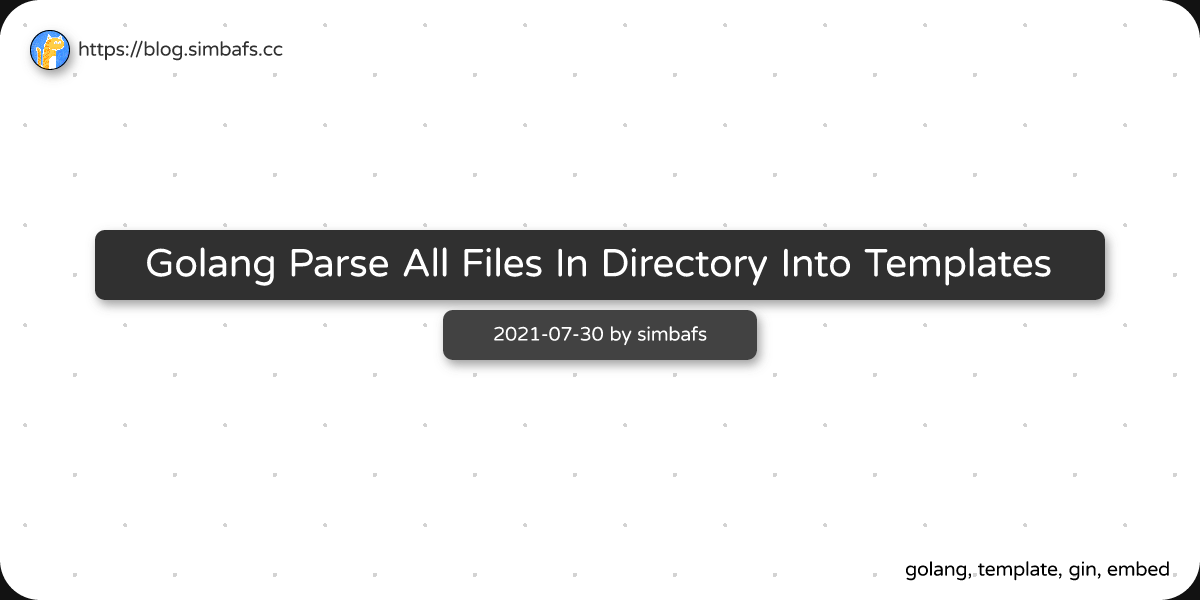 https://blog.simbafs.cc
Golang Parse All Files In Directory Into Templates
2021-07-30 by simbafs
golang, template, gin, embed